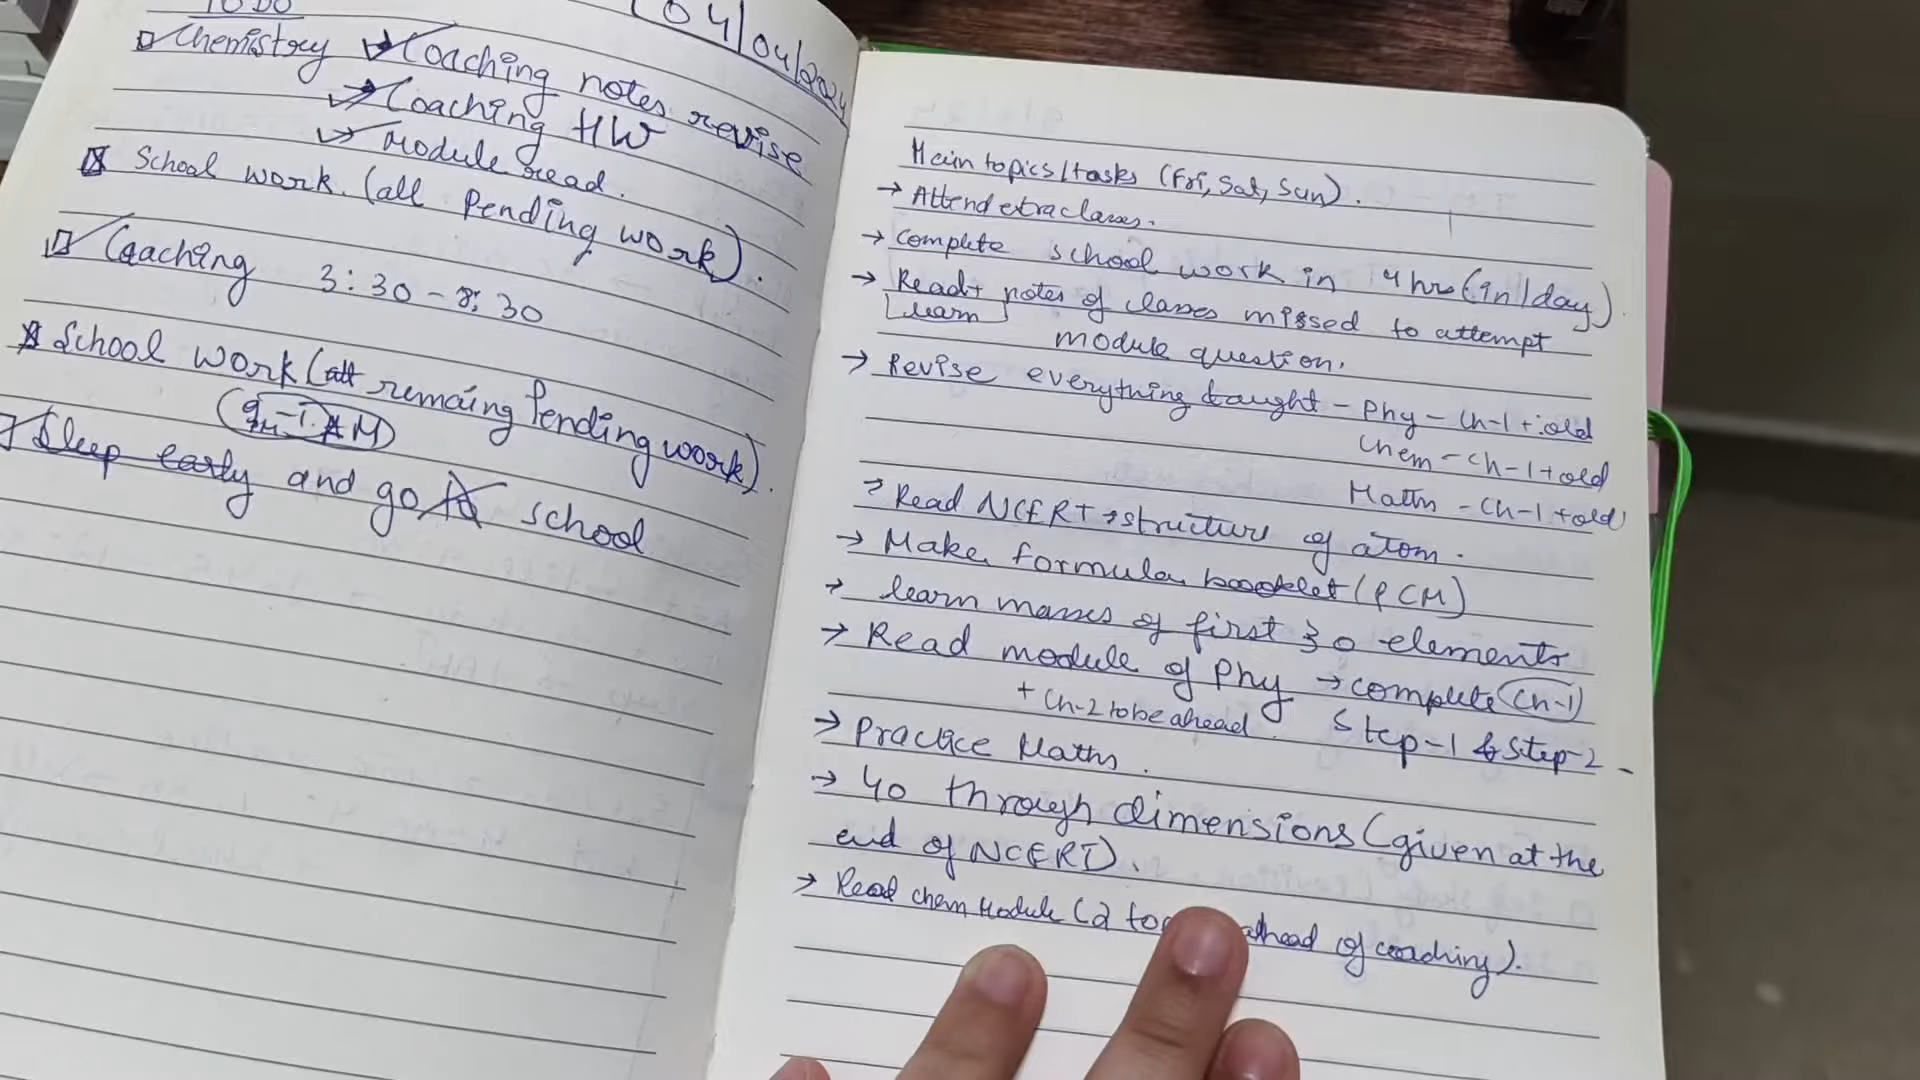 TO DO
04/04/2024
Chemistry → Coaching notes revise
→ Coaching HW
→ Module read.
School work. (all Pending work).
Coaching 3:30 - 8:30
School work (all remaing Pending work).
9 - 1 AM
Sleep early and go to school
Main topics/tasks (Fri, Sat, Sun).
→ Attend extra classes.
→ Complete school work in 4 hrs (in 1 day).
→ Read + notes of classes missed to attempt
learn
module question.
→ Revise everything taught - Phy - Ch-1 + old
Chem - Ch-1 + old
Maths - Ch-1 + old
→ Read NCERT → structure of atom.
→ Make formula booklet (PCM)
→ learn masses of first 30 elements
→ Read module of Phy → complete Ch-1
+ Ch-2 to be ahead. Step-1 & Step-2.
→ Practice Maths.
→ Go through dimensions (given at the
end of NCERT).
→ Read chem Module (2 ahead of coaching).